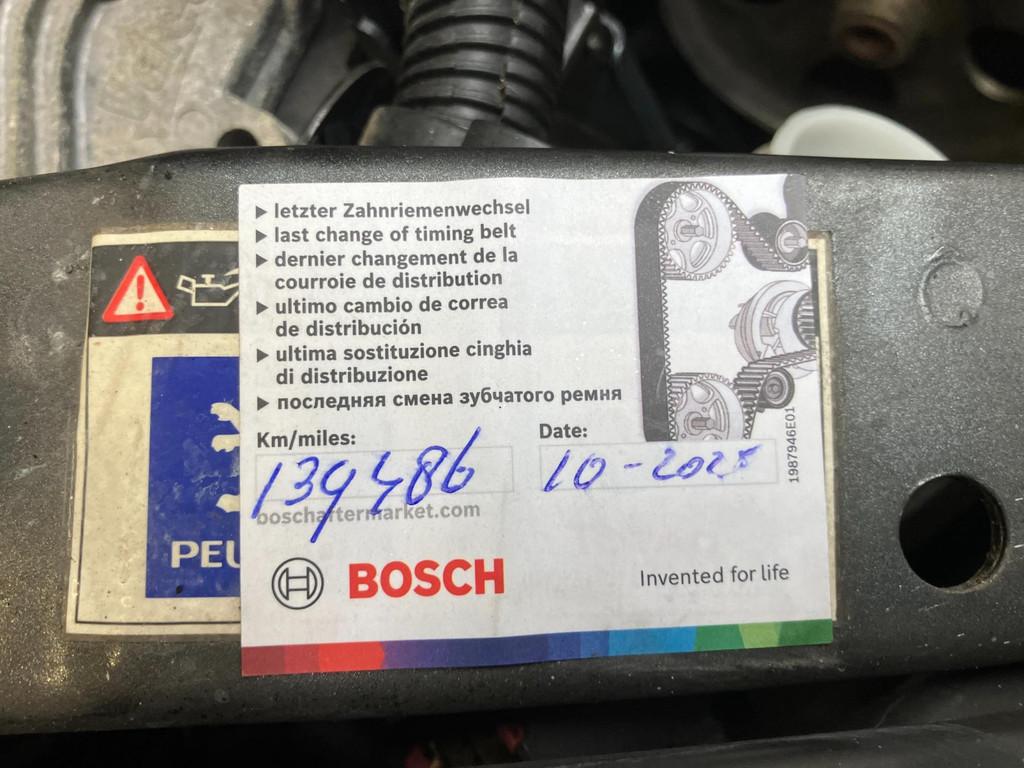 ▸ letzter Zahnriemenwechsel
▸ last change of timing belt
▸ dernier changement de la
courroie de distribution
▸ ultimo cambio de correa
de distribución
▸ ultima sostituzione cinghia
di distribuzione
▸ последняя смена зубчатого ремня
Km/miles:
Date:
139486
10-2025
boschaftermarket.com
1987946E01
PEU
BOSCH
Invented for life